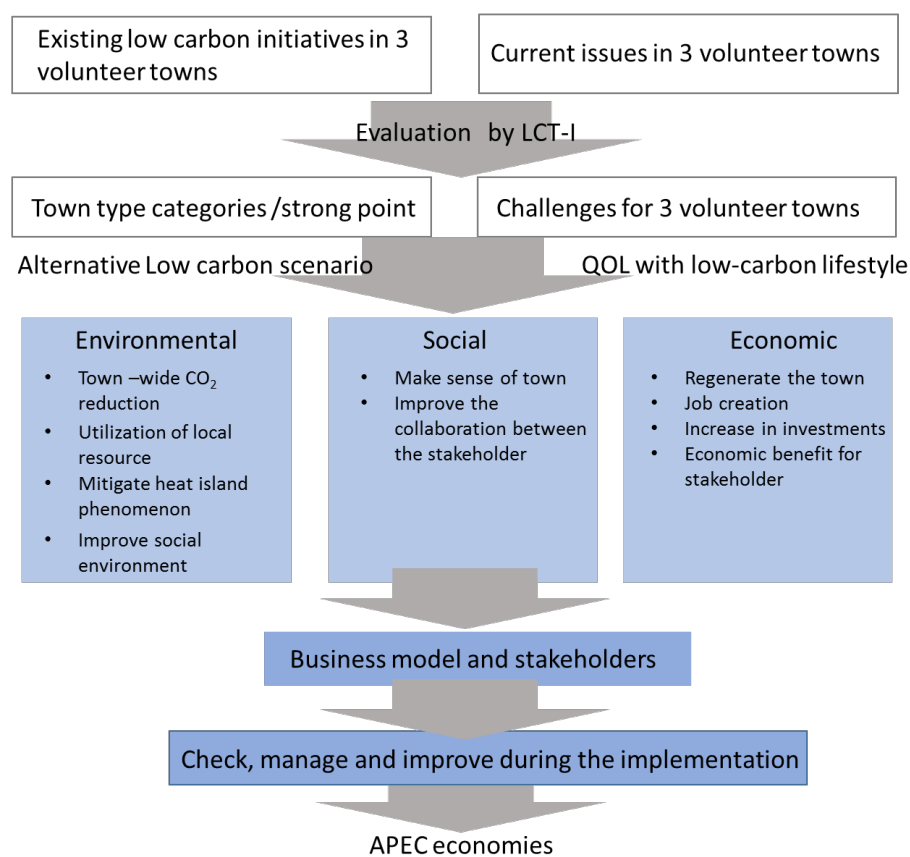 Existing low carbon initiatives in 3
volunteer towns
Current issues in 3 volunteer towns
Evaluation by LCT-I
Town type categories /strong point
Challenges for 3 volunteer towns
Alternative Low carbon scenario
QOL with low-carbon lifestyle
Environmental
• Town –wide CO₂
reduction
• Utilization of local
resource
• Mitigate heat island
phenomenon
• Improve social
environment
Social
• Make sense of town
• Improve the
collaboration between
the stakeholder
Economic
• Regenerate the town
• Job creation
• Increase in investments
• Economic benefit for
stakeholder
Business model and stakeholders
Check, manage and improve during the implementation
APEC economies